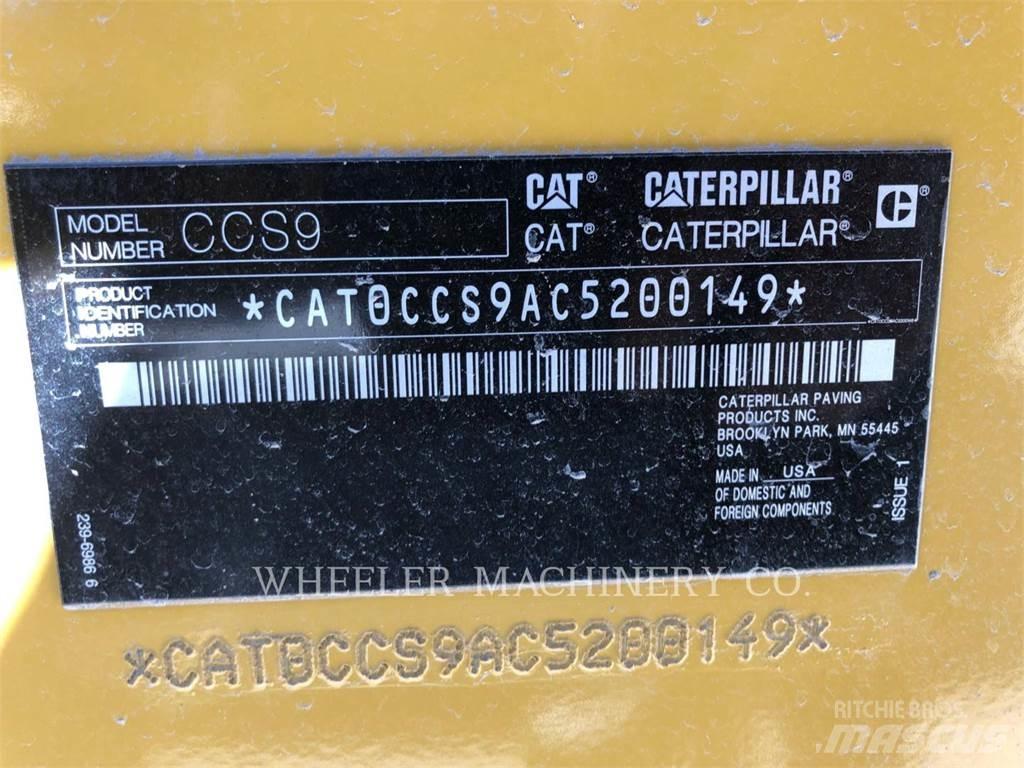 MODEL
NUMBER CCS9
CAT® CATERPILLAR®
CAT® CATERPILLAR® ®
PRODUCT
IDENTIFICATION
NUMBER
*CAT0CCS9AC5200149*
CATERPILLAR PAVING
PRODUCTS INC.
BROOKLYN PARK, MN 55445
USA
MADE IN USA
OF DOMESTIC AND
FOREIGN COMPONENTS
ISSUE 1
239-6986 6
WHEELER MACHINERY CO.
*CAT0CCS9AC5200149*
RITCHIE BROS.
MASCUS